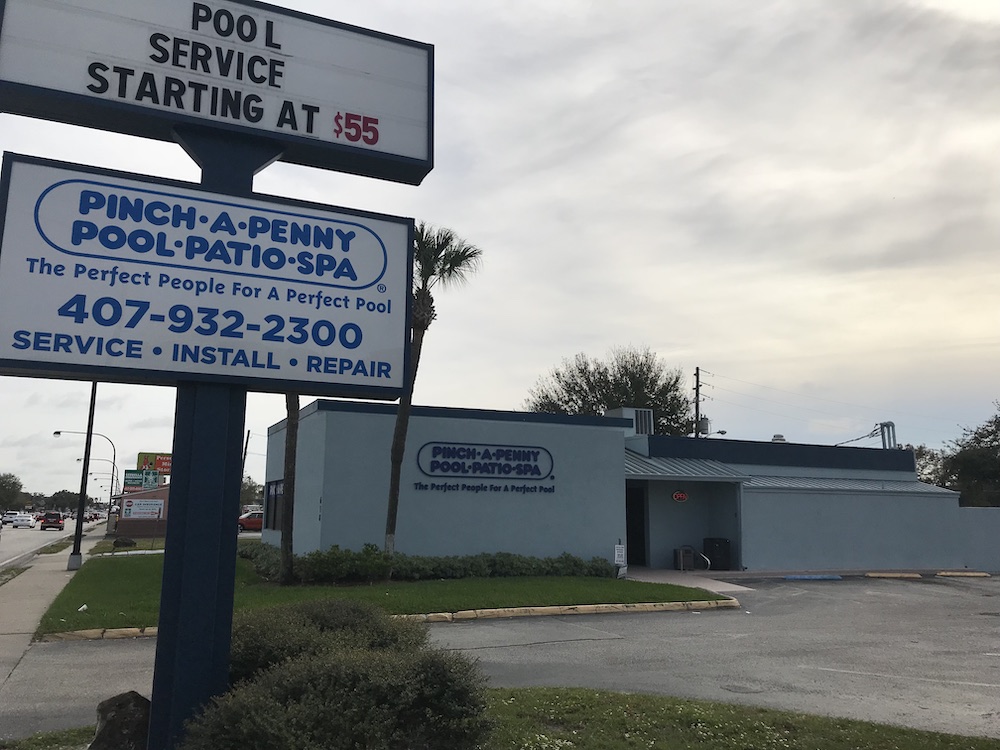 POOL
SERVICE
STARTING AT $55
PINCH·A·PENNY
POOL·PATIO·SPA
®
The Perfect People For A Perfect Pool
407-932-2300
SERVICE • INSTALL • REPAIR
PINCH·A·PENNY
POOL·PATIO·SPA
The Perfect People For A Perfect Pool
OPEN